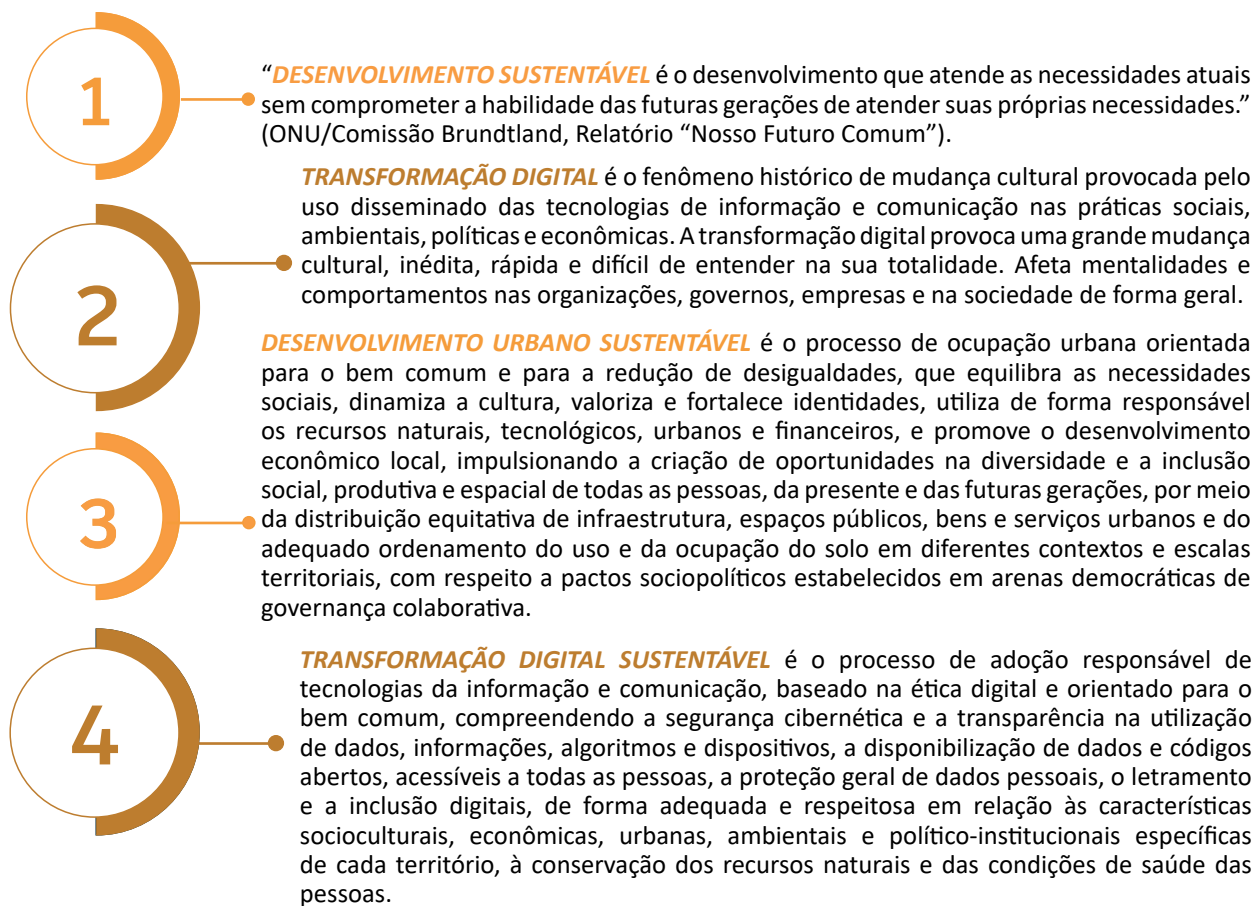 1
“DESENVOLVIMENTO SUSTENTÁVEL é o desenvolvimento que atende as necessidades atuais
sem comprometer a habilidade das futuras gerações de atender suas próprias necessidades.”
(ONU/Comissão Brundtland, Relatório “Nosso Futuro Comum”).
2
TRANSFORMAÇÃO DIGITAL é o fenômeno histórico de mudança cultural provocada pelo
uso disseminado das tecnologias de informação e comunicação nas práticas sociais,
ambientais, políticas e econômicas. A transformação digital provoca uma grande mudança
cultural, inédita, rápida e difícil de entender na sua totalidade. Afeta mentalidades e
comportamentos nas organizações, governos, empresas e na sociedade de forma geral.
3
DESENVOLVIMENTO URBANO SUSTENTÁVEL é o processo de ocupação urbana orientada
para o bem comum e para a redução de desigualdades, que equilibra as necessidades
sociais, dinamiza a cultura, valoriza e fortalece identidades, utiliza de forma responsável
os recursos naturais, tecnológicos, urbanos e financeiros, e promove o desenvolvimento
econômico local, impulsionando a criação de oportunidades na diversidade e a inclusão
social, produtiva e espacial de todas as pessoas, da presente e das futuras gerações, por meio
da distribuição equitativa de infraestrutura, espaços públicos, bens e serviços urbanos e do
adequado ordenamento do uso e da ocupação do solo em diferentes contextos e escalas
territoriais, com respeito a pactos sociopolíticos estabelecidos em arenas democráticas de
governança colaborativa.
4
TRANSFORMAÇÃO DIGITAL SUSTENTÁVEL é o processo de adoção responsável de
tecnologias da informação e comunicação, baseado na ética digital e orientado para o
bem comum, compreendendo a segurança cibernética e a transparência na utilização
de dados, informações, algoritmos e dispositivos, a disponibilização de dados e códigos
abertos, acessíveis a todas as pessoas, a proteção geral de dados pessoais, o letramento
e a inclusão digitais, de forma adequada e respeitosa em relação às características
socioculturais, econômicas, urbanas, ambientais e político-institucionais específicas
de cada território, à conservação dos recursos naturais e das condições de saúde das
pessoas.